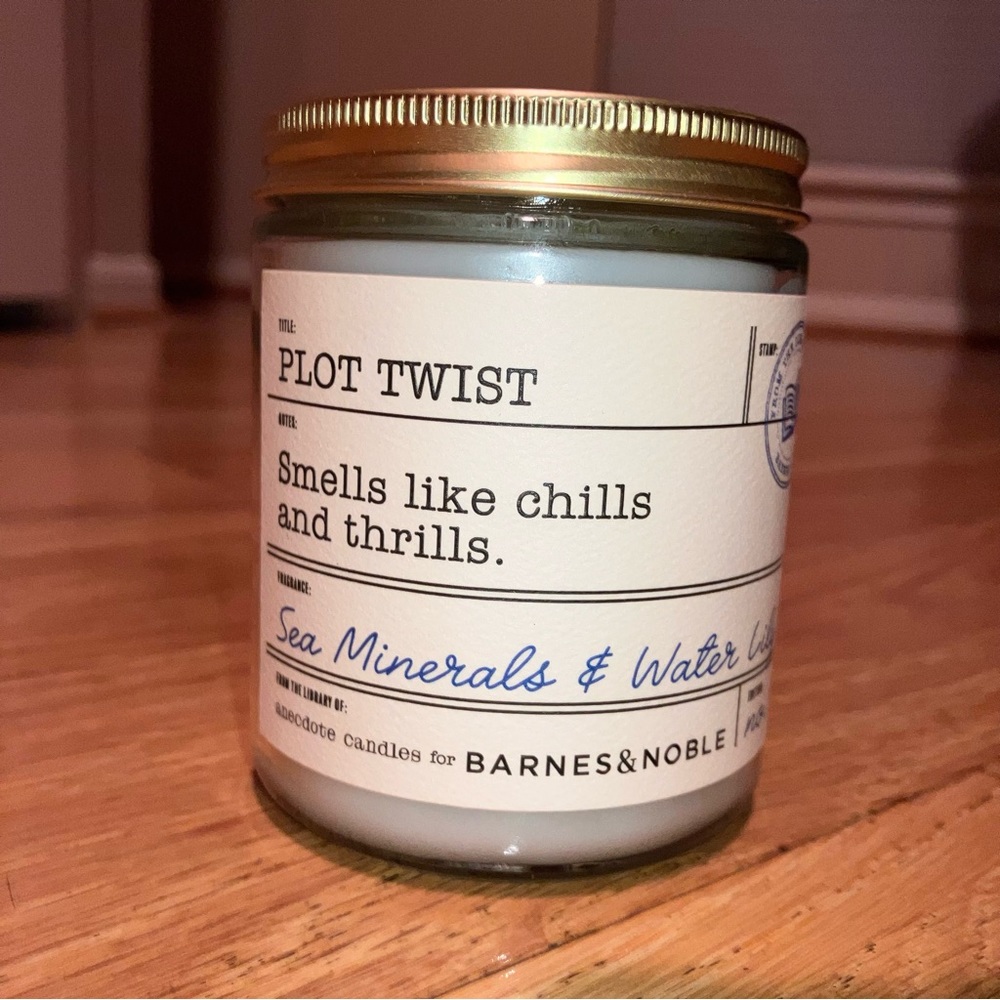 TITLE:
PLOT TWIST
STAMP:
NOTES:
Smells like chills
and thrills.
FRAGRANCE:
Sea Minerals & Water
FROM THE LIBRARY OF:
anecdote candles for BARNES&NOBLE